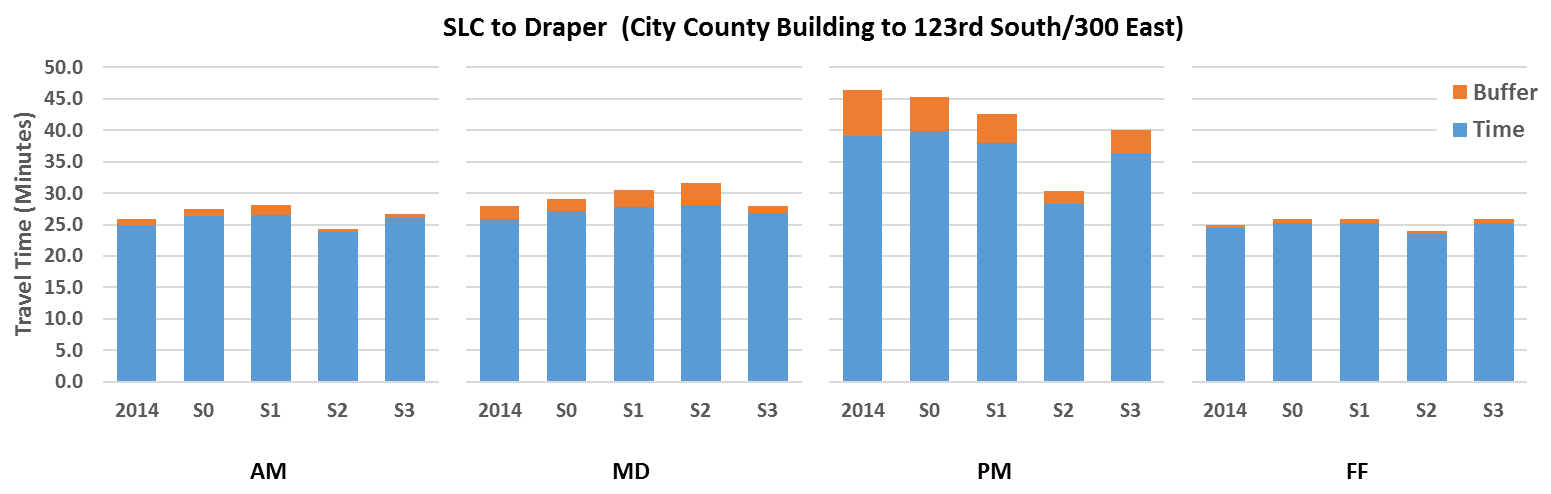 SLC to Draper  (City County Building to 123rd South/300 East)
Travel Time (Minutes)
50.0
45.0
40.0
35.0
30.0
25.0
20.0
15.0
10.0
5.0
0.0
Buffer
Time
2014 S0 S1 S2 S3 2014 S0 S1 S2 S3 2014 S0 S1 S2 S3 2014 S0 S1 S2 S3
AM MD PM FF